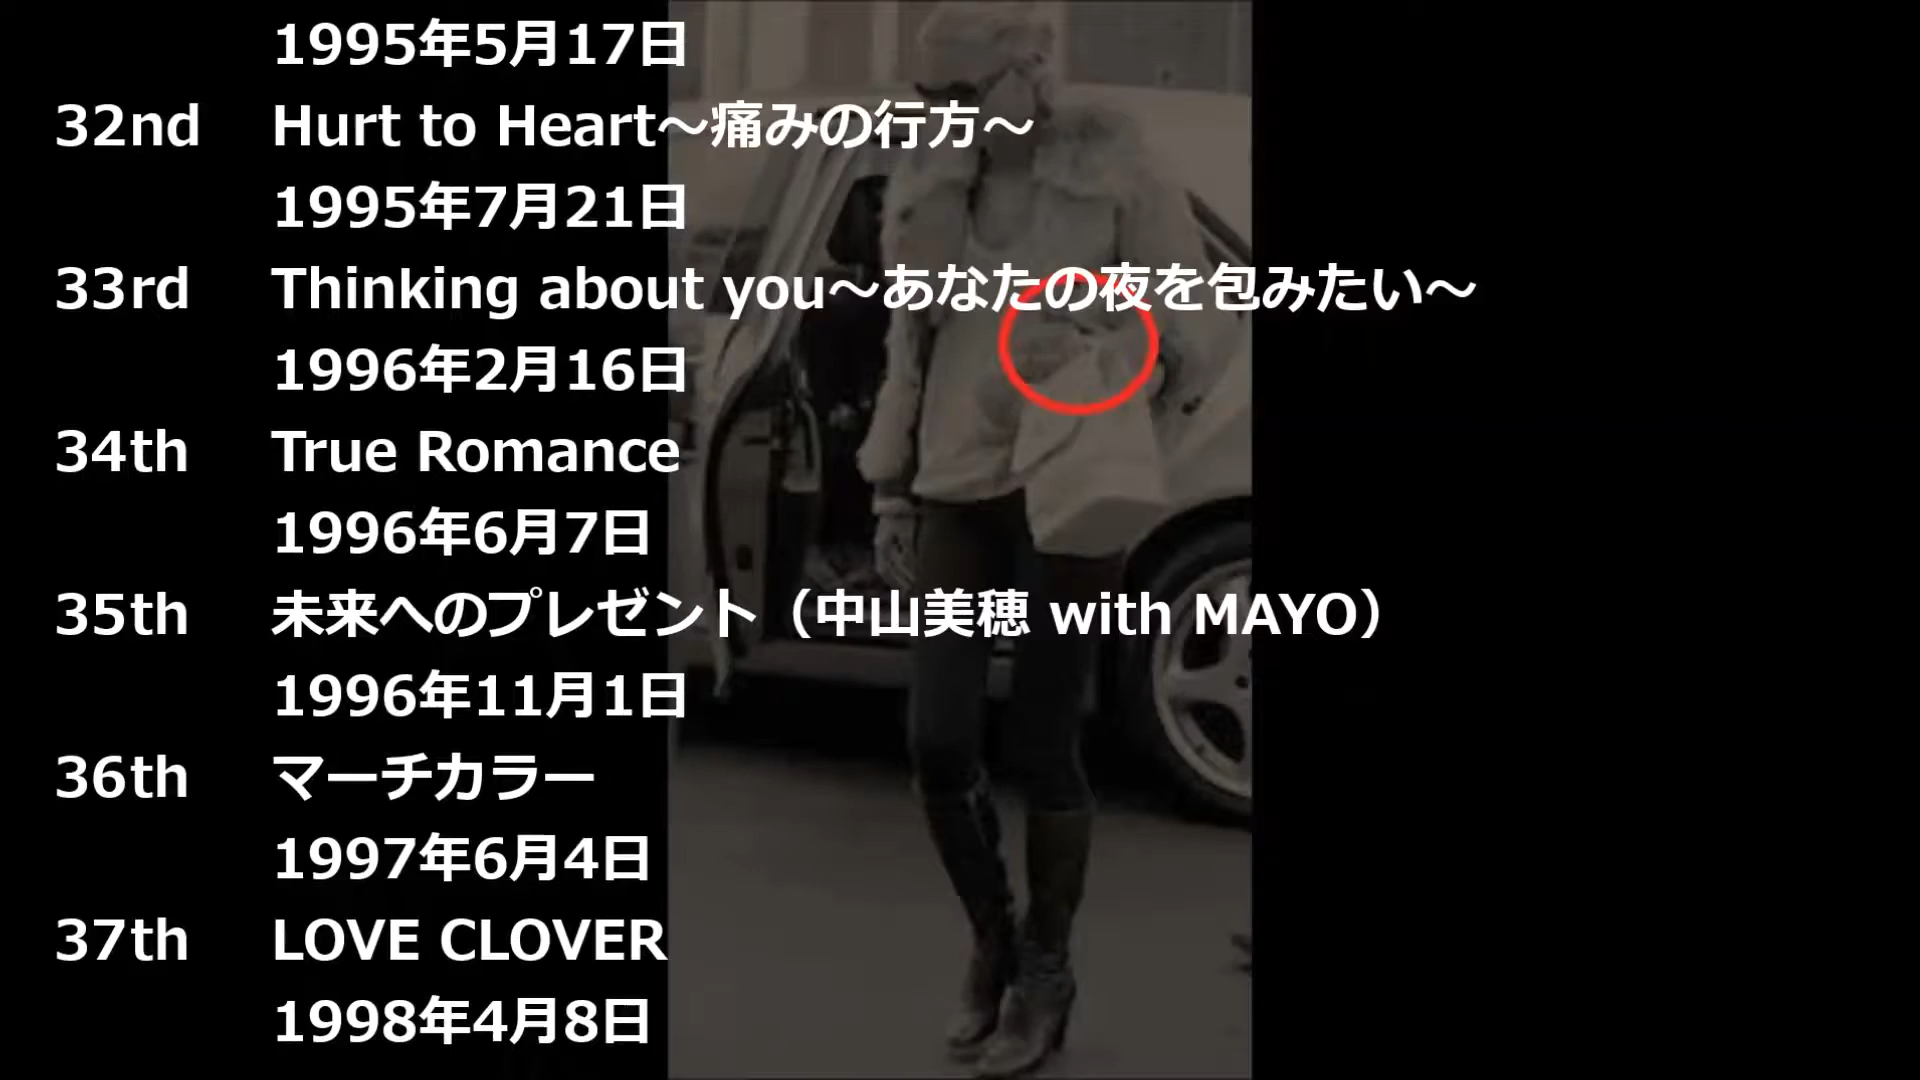 1995年5月17日
32nd Hurt to Heart～痛みの行方～
1995年7月21日
33rd Thinking about you～あなたの夜を包みたい～
1996年2月16日
34th True Romance
1996年6月7日
35th 未来へのプレゼント（中山美穂 with MAYO）
1996年11月1日
36th マーチカラー
1997年6月4日
37th LOVE CLOVER
1998年4月8日